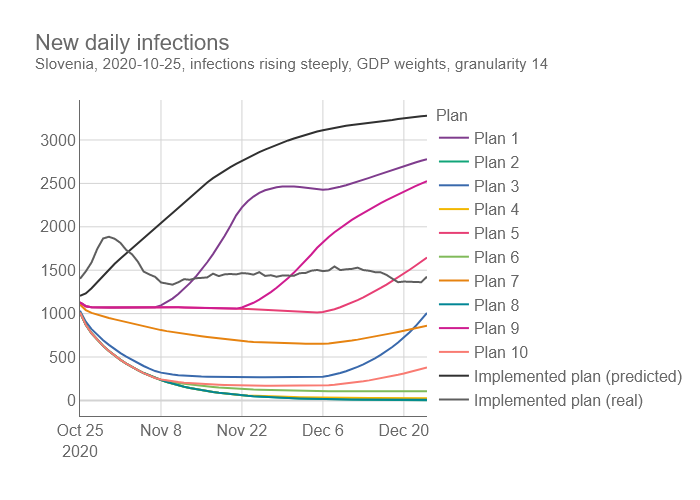 New daily infections
Slovenia, 2020-10-25, infections rising steeply, GDP weights, granularity 14
3000
2500
2000
1500
1000
500
0
Oct 25
2020
Nov 8
Nov 22
Dec 6
Dec 20
Plan
Plan 1
Plan 2
Plan 3
Plan 4
Plan 5
Plan 6
Plan 7
Plan 8
Plan 9
Plan 10
Implemented plan (predicted)
Implemented plan (real)